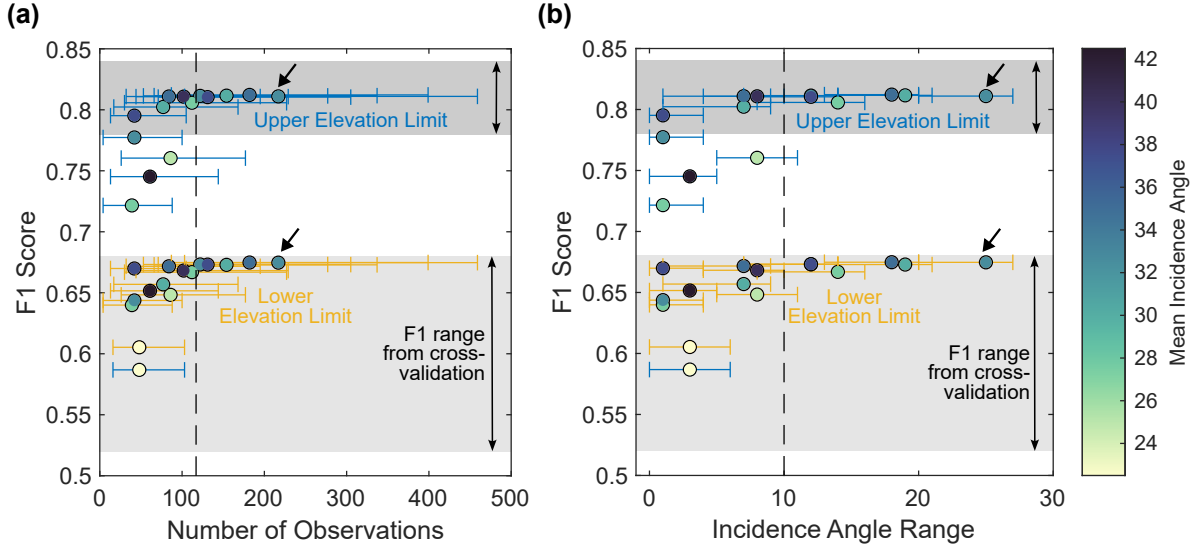 (a)
F1 Score
0.85
0.8
0.75
0.7
0.65
0.6
0.55
0.5
Upper Elevation Limit
Lower
Elevation Limit
F1 range
from cross-
validation
0
100
200
300
400
500
Number of Observations
(b)
F1 Score
0.85
0.8
0.75
0.7
0.65
0.6
0.55
0.5
Upper Elevation Limit
Lower
Elevation Limit
F1 range
from cross-
validation
0
10
20
30
Incidence Angle Range
42
40
38
36
34
32
30
28
26
24
Mean Incidence Angle